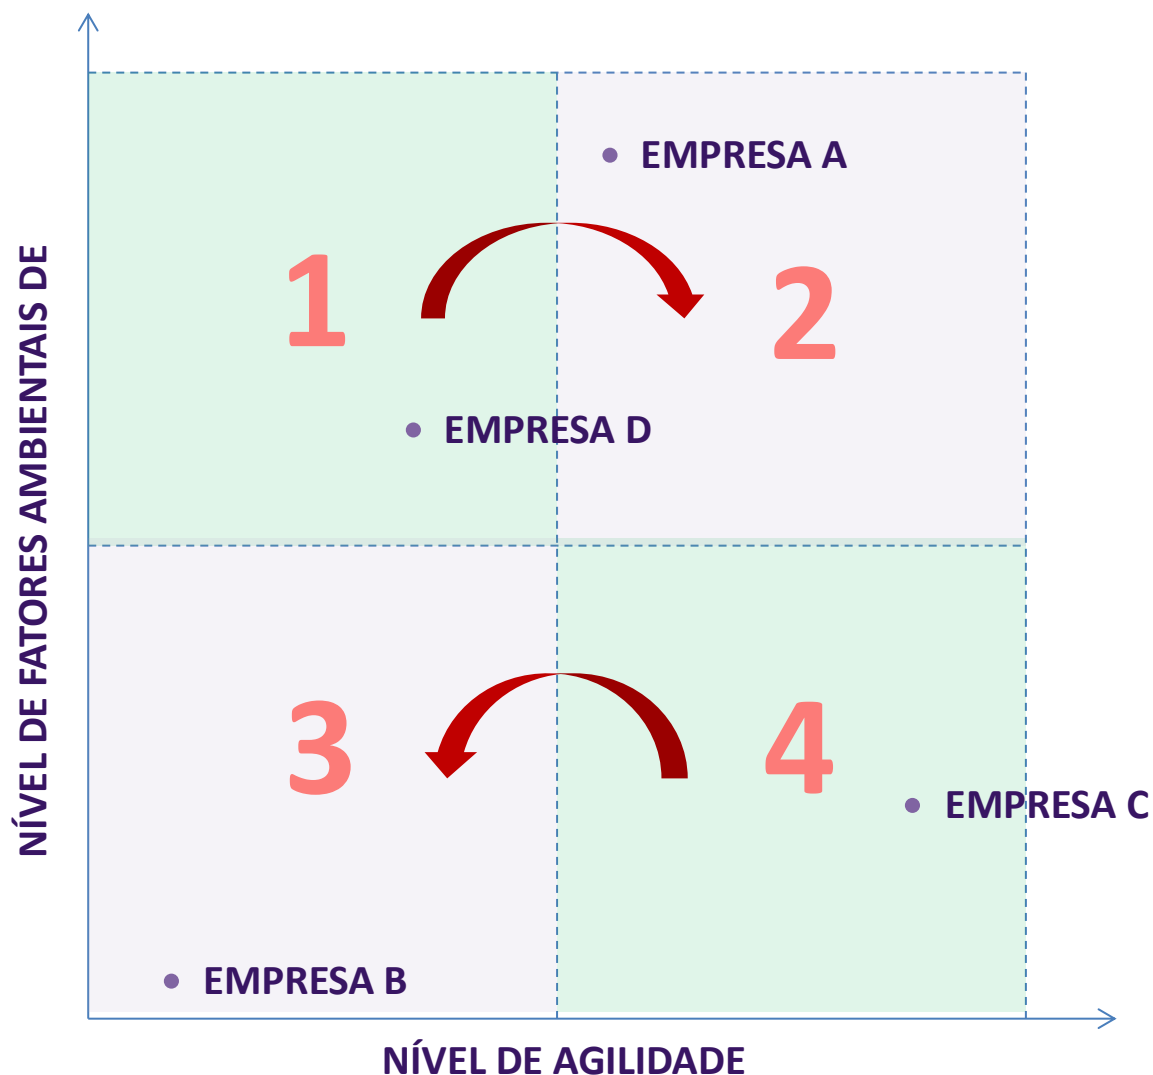 EMPRESA A
1
2
EMPRESA D
NÍVEL DE FATORES AMBIENTAIS DE
3
4
EMPRESA C
EMPRESA B
NÍVEL DE AGILIDADE